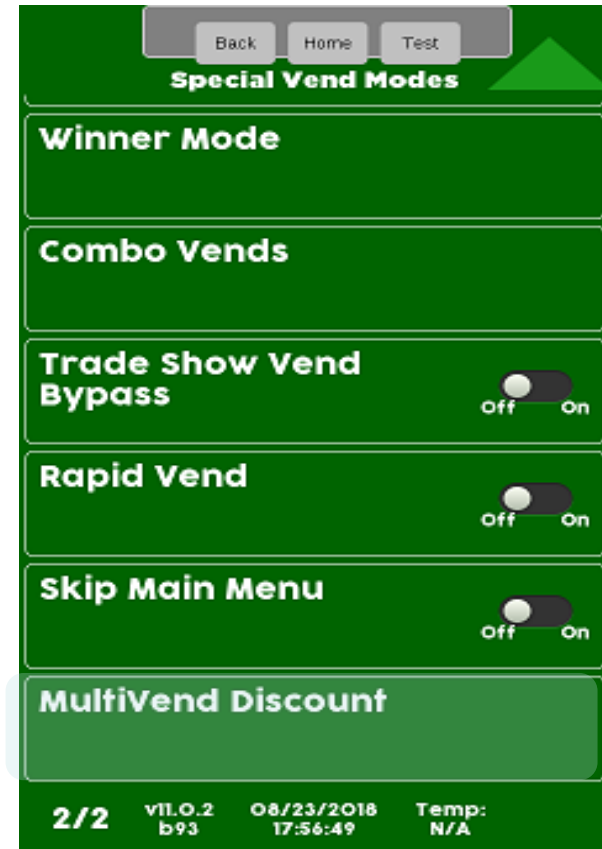 Back Home Test
Special Vend Modes
Winner Mode
Combo Vends
Trade Show Vend
Bypass
Off On
Rapid Vend
Off On
Skip Main Menu
Off On
MultiVend Discount
2/2 v11.0.2 08/23/2018 Temp:
b93 17:56:49 N/A